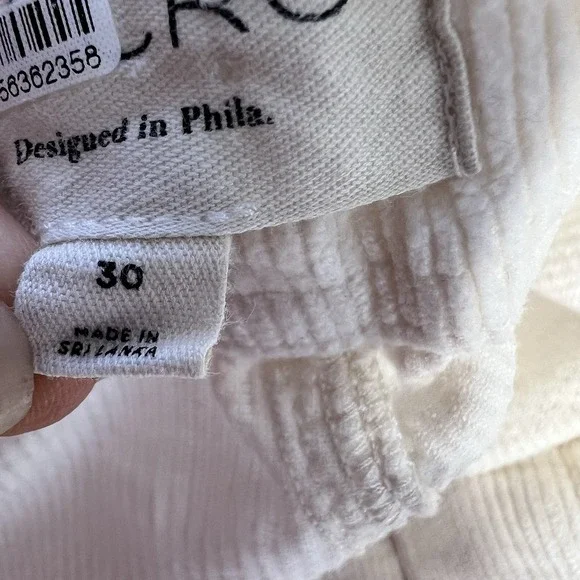 56362358
Designed in Phila.
30
MADE IN
SRI LANKA